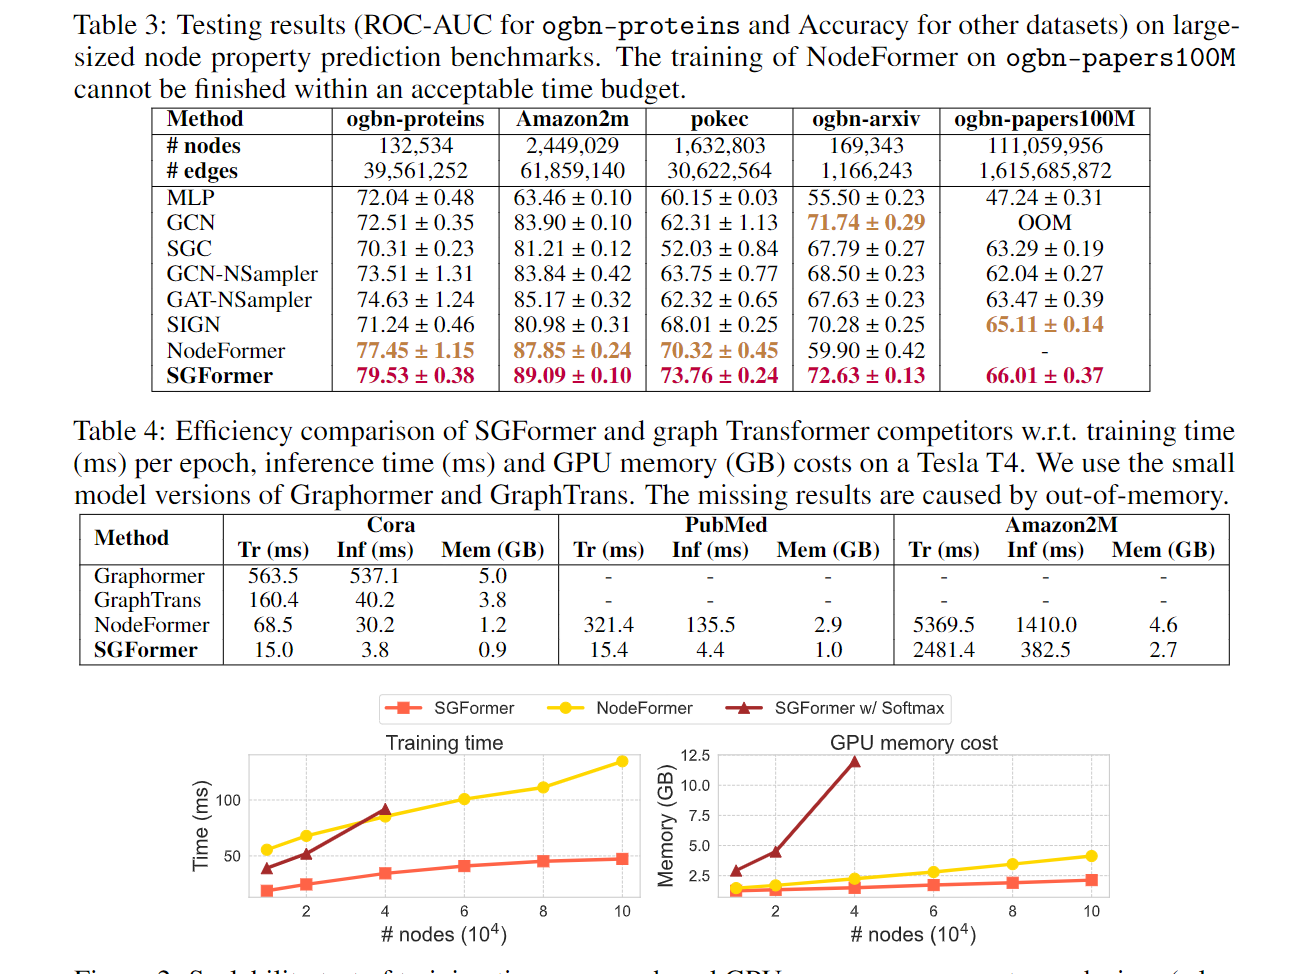 Table 3: Testing results (ROC-AUC for ogbn-proteins and Accuracy for other datasets) on large-
sized node property prediction benchmarks. The training of NodeFormer on ogbn-papers100M
cannot be finished within an acceptable time budget.
Method ogbn-proteins Amazon2m pokec ogbn-arxiv ogbn-papers100M
# nodes 132,534 2,449,029 1,632,803 169,343 111,059,956
# edges 39,561,252 61,859,140 30,622,564 1,166,243 1,615,685,872
MLP 72.04 ± 0.48 63.46 ± 0.10 60.15 ± 0.03 55.50 ± 0.23 47.24 ± 0.31
GCN 72.51 ± 0.35 83.90 ± 0.10 62.31 ± 1.13 71.74 ± 0.29 OOM
SGC 70.31 ± 0.23 81.21 ± 0.12 52.03 ± 0.84 67.79 ± 0.27 63.29 ± 0.19
GCN-NSampler 73.51 ± 1.31 83.84 ± 0.42 63.75 ± 0.77 68.50 ± 0.23 62.04 ± 0.27
GAT-NSampler 74.63 ± 1.24 85.17 ± 0.32 62.32 ± 0.65 67.63 ± 0.23 63.47 ± 0.39
SIGN 71.24 ± 0.46 80.98 ± 0.31 68.01 ± 0.25 70.28 ± 0.25 65.11 ± 0.14
NodeFormer 77.45 ± 1.15 87.85 ± 0.24 70.32 ± 0.45 59.90 ± 0.42 -
SGFormer 79.53 ± 0.38 89.09 ± 0.10 73.76 ± 0.24 72.63 ± 0.13 66.01 ± 0.37
Table 4: Efficiency comparison of SGFormer and graph Transformer competitors w.r.t. training time
(ms) per epoch, inference time (ms) and GPU memory (GB) costs on a Tesla T4. We use the small
model versions of Graphormer and GraphTrans. The missing results are caused by out-of-memory.
Method Cora PubMed Amazon2M
Tr (ms) Inf (ms) Mem (GB) Tr (ms) Inf (ms) Mem (GB) Tr (ms) Inf (ms) Mem (GB)
Graphormer 563.5 537.1 5.0 - - - - - -
GraphTrans 160.4 40.2 3.8 - - - - - -
NodeFormer 68.5 30.2 1.2 321.4 135.5 2.9 5369.5 1410.0 4.6
SGFormer 15.0 3.8 0.9 15.4 4.4 1.0 2481.4 382.5 2.7
SGFormer NodeFormer SGFormer w/ Softmax
Training time
Time (ms)
100
50
2 4 6 8 10
# nodes (10⁴)
GPU memory cost
Memory (GB)
12.5
10.0
7.5
5.0
2.5
2 4 6 8 10
# nodes (10⁴)